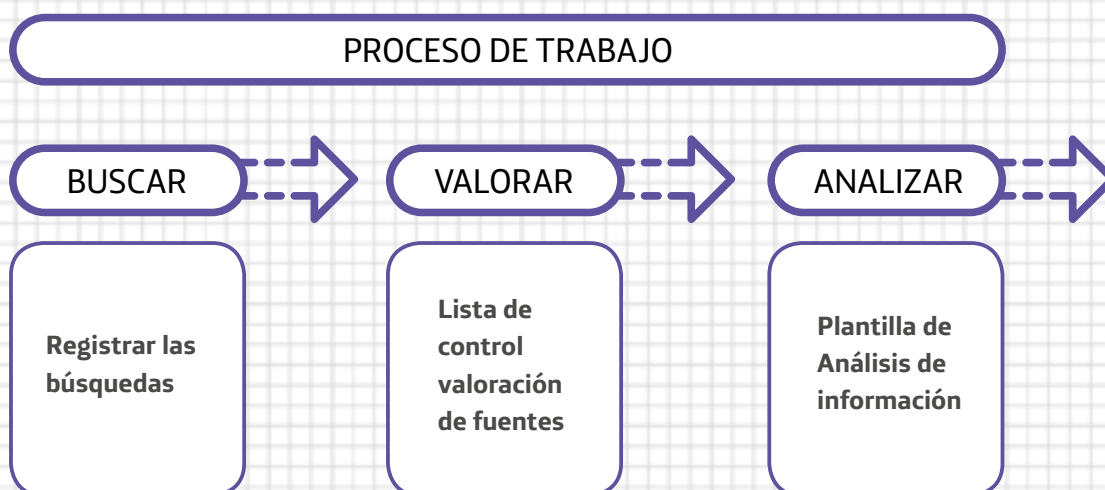 PROCESO DE TRABAJO
BUSCAR
VALORAR
ANALIZAR
Registrar las
búsquedas
Lista de
control
valoración
de fuentes
Plantilla de
Análisis de
información